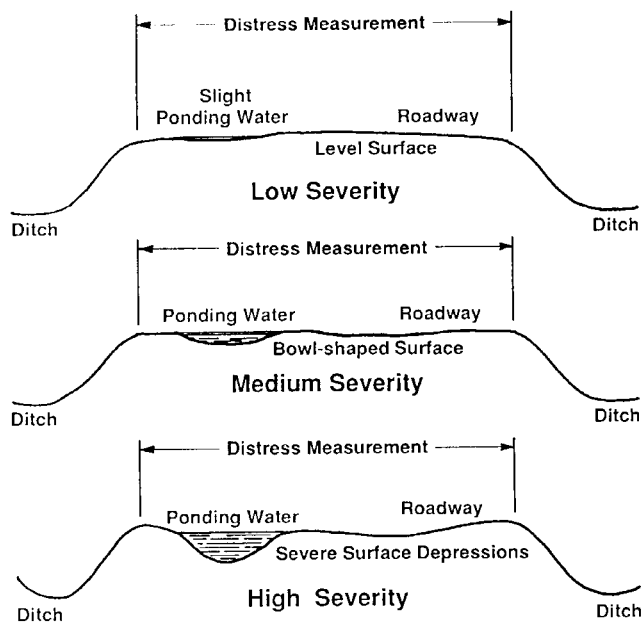 Distress Measurement
Slight
Ponding Water
Roadway
Level Surface
Low Severity
Ditch
Ditch
Distress Measurement
Ponding Water
Roadway
Bowl-shaped Surface
Medium Severity
Ditch
Ditch
Distress Measurement
Ponding Water
Roadway
Severe Surface Depressions
High Severity
Ditch
Ditch